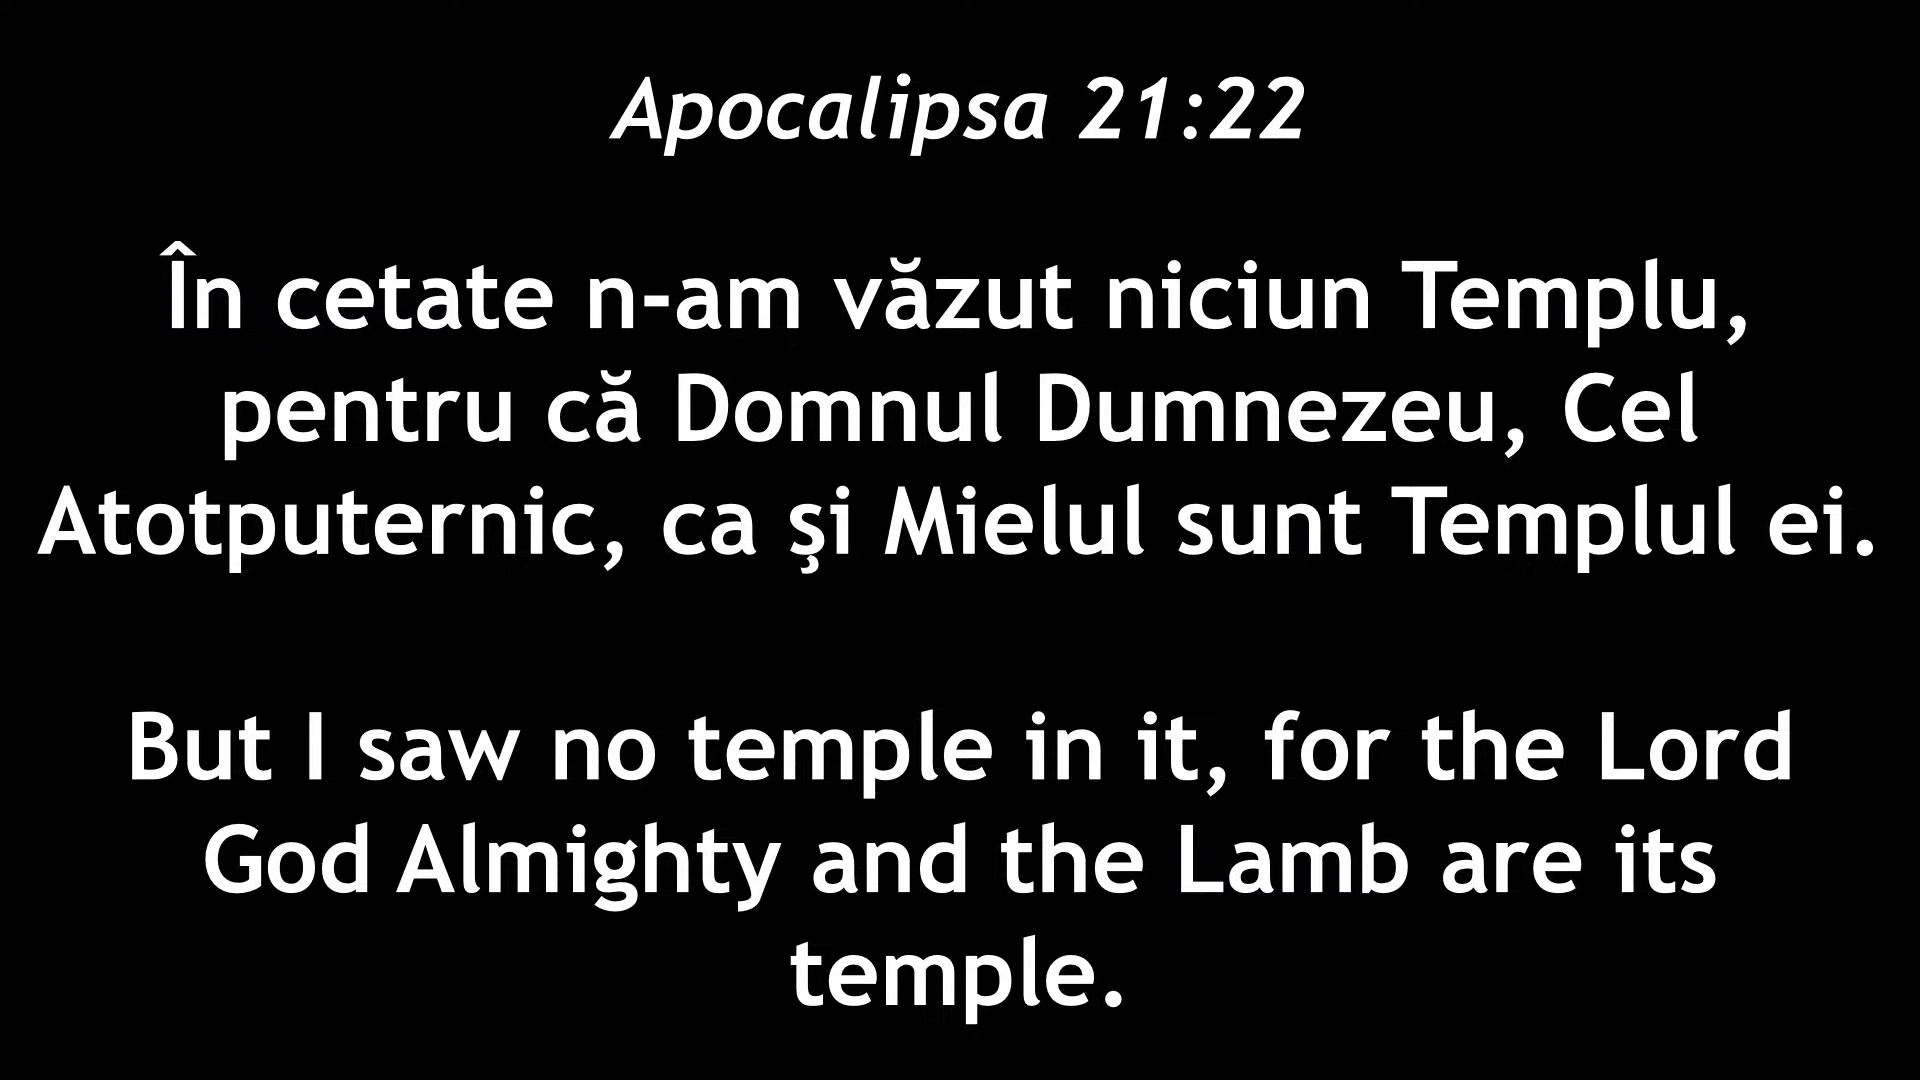 Apocalipsa 21:22
În cetate n-am văzut niciun Templu,
pentru că Domnul Dumnezeu, Cel
Atotputernic, ca şi Mielul sunt Templul ei.
But I saw no temple in it, for the Lord
God Almighty and the Lamb are its
temple.